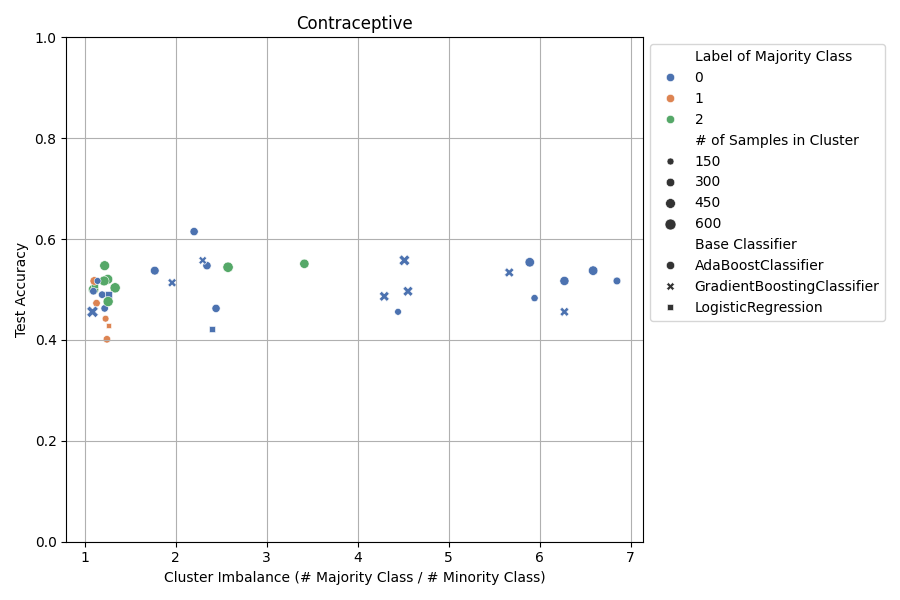 Contraceptive
1.0
0.8
0.6
0.4
0.2
0.0
Test Accuracy
1 2 3 4 5 6 7
Cluster Imbalance (# Majority Class / # Minority Class)
Label of Majority Class
0
1
2
# of Samples in Cluster
150
300
450
600
Base Classifier
AdaBoostClassifier
GradientBoostingClassifier
LogisticRegression